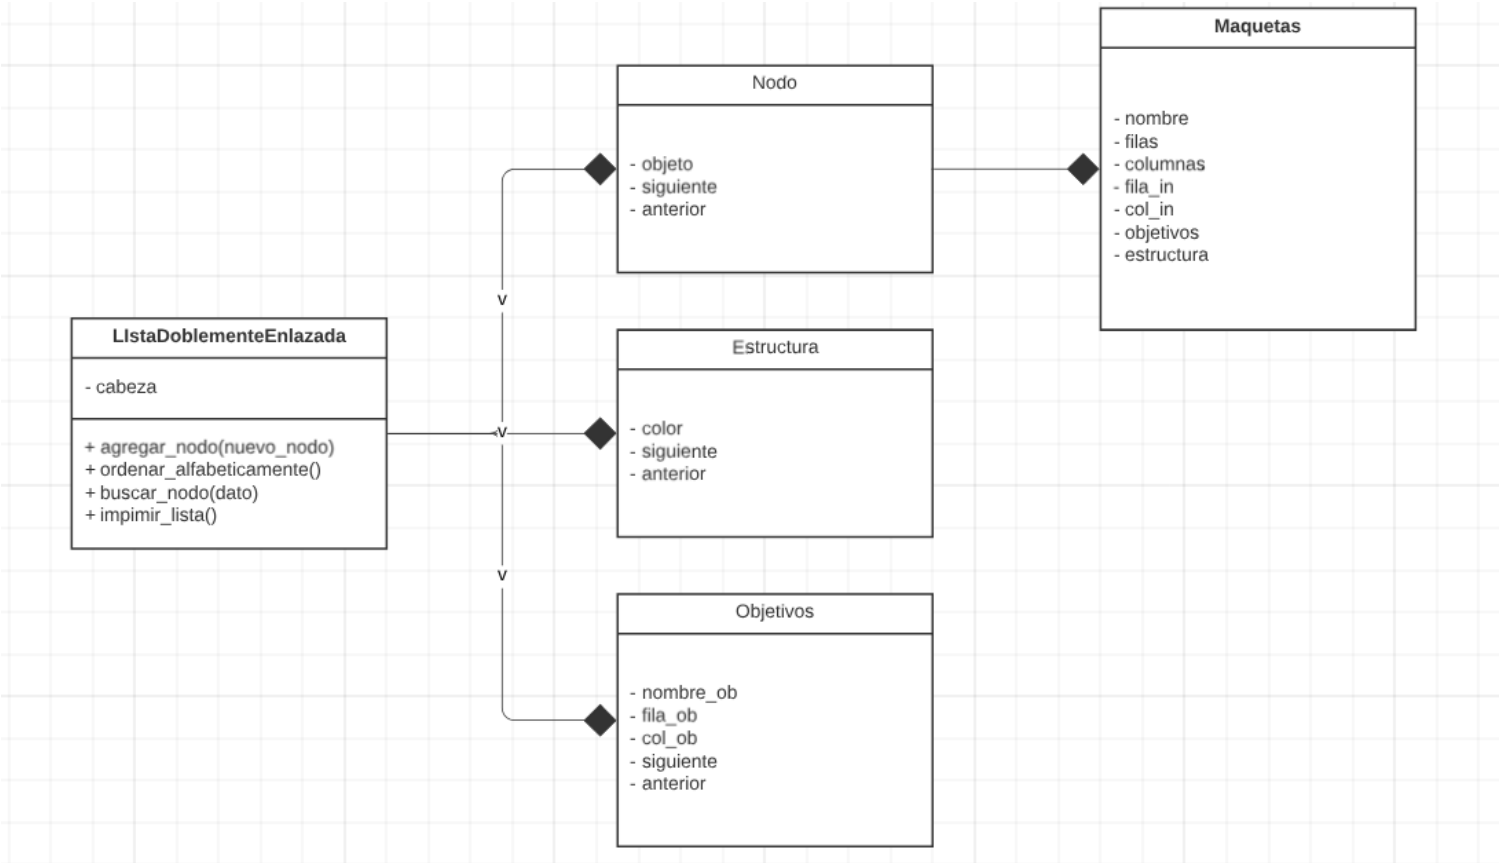 Maquetas
- nombre
- filas
- columnas
- fila_in
- col_in
- objetivos
- estructura
Nodo
- objeto
- siguiente
- anterior
v
LIstaDoblementeEnlazada
- cabeza
+ agregar_nodo(nuevo_nodo)
+ ordenar_alfabeticamente()
+ buscar_nodo(dato)
+ impimir_lista()
v
Estructura
- color
- siguiente
- anterior
v
Objetivos
- nombre_ob
- fila_ob
- col_ob
- siguiente
- anterior